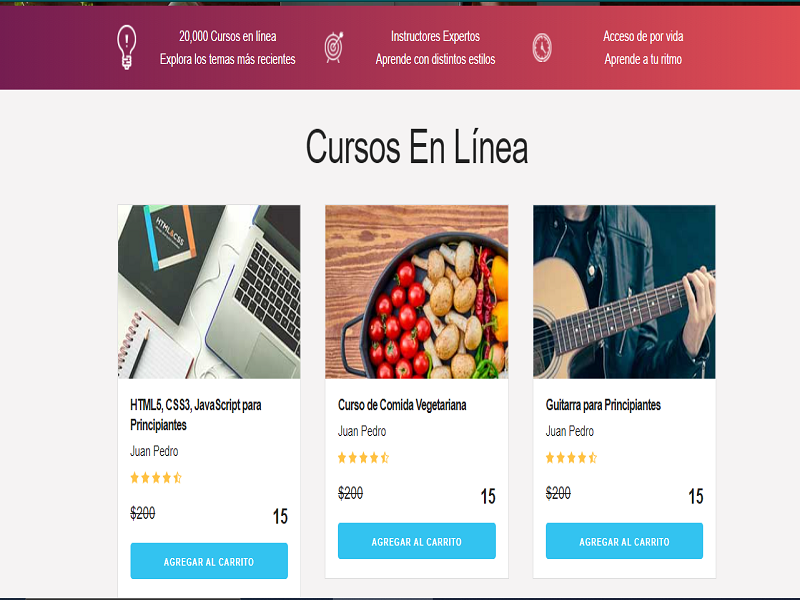 20,000 Cursos en línea
Explora los temas más recientes
Instructores Expertos
Aprende con distintos estilos
Acceso de por vida
Aprende a tu ritmo
Cursos En Línea
HTML&CSS
HTML5, CSS3, JavaScript para
Principiantes
Juan Pedro
$200
15
AGREGAR AL CARRITO
Curso de Comida Vegetariana
Juan Pedro
$200
15
AGREGAR AL CARRITO
Guitarra para Principiantes
Juan Pedro
$200
15
AGREGAR AL CARRITO